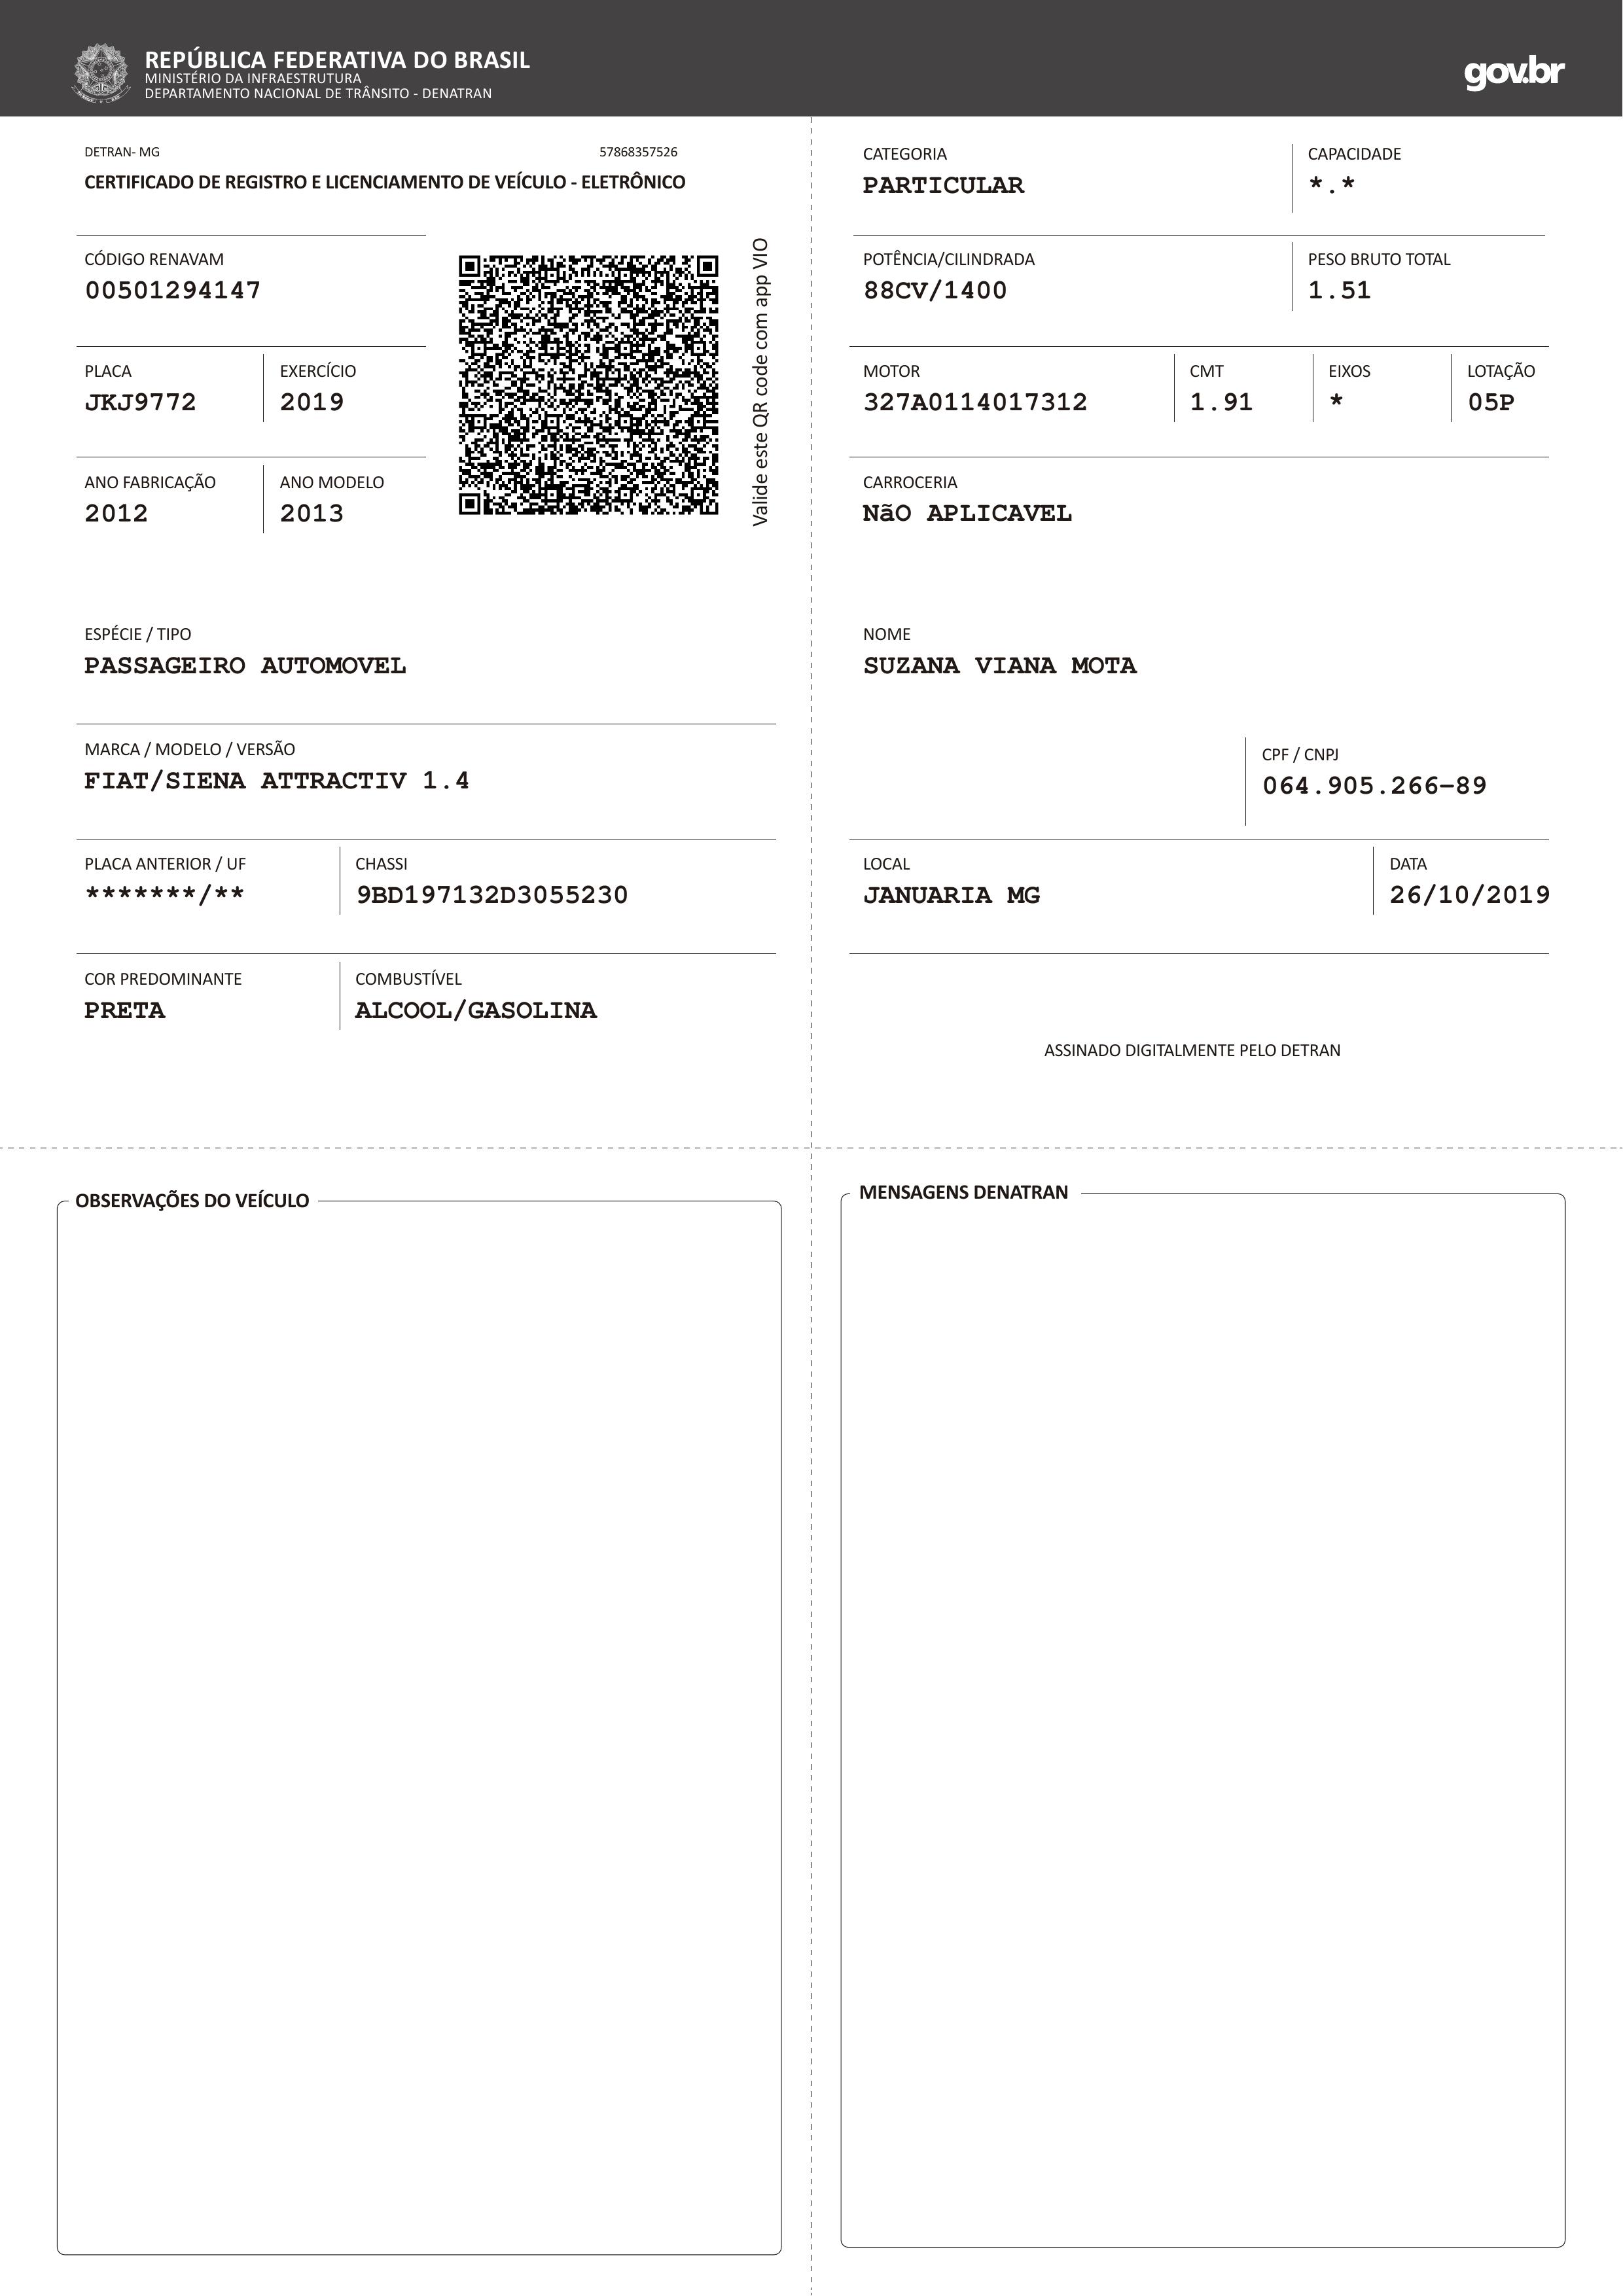 REPÚBLICA FEDERATIVA DO BRASIL
MINISTÉRIO DA INFRAESTRUTURA
DEPARTAMENTO NACIONAL DE TRÂNSITO - DENATRAN
gov.br
DETRAN- MG 57868357526
CERTIFICADO DE REGISTRO E LICENCIAMENTO DE VEÍCULO - ELETRÔNICO
CÓDIGO RENAVAM
00501294147
PLACA EXERCÍCIO
JKJ9772 2019
ANO FABRICAÇÃO ANO MODELO
2012 2013
Valide este QR code com app VIO
ESPÉCIE / TIPO
PASSAGEIRO AUTOMOVEL
MARCA / MODELO / VERSÃO
FIAT/SIENA ATTRACTIV 1.4
PLACA ANTERIOR / UF CHASSI
*******/** 9BD197132D3055230
COR PREDOMINANTE COMBUSTÍVEL
PRETA ALCOOL/GASOLINA
CATEGORIA CAPACIDADE
PARTICULAR *.*
POTÊNCIA/CILINDRADA PESO BRUTO TOTAL
88CV/1400 1.51
MOTOR CMT EIXOS LOTAÇÃO
327A0114017312 1.91 * 05P
CARROCERIA
NãO APLICAVEL
NOME
SUZANA VIANA MOTA
CPF / CNPJ
064.905.266-89
LOCAL DATA
JANUARIA MG 26/10/2019
ASSINADO DIGITALMENTE PELO DETRAN
OBSERVAÇÕES DO VEÍCULO
MENSAGENS DENATRAN